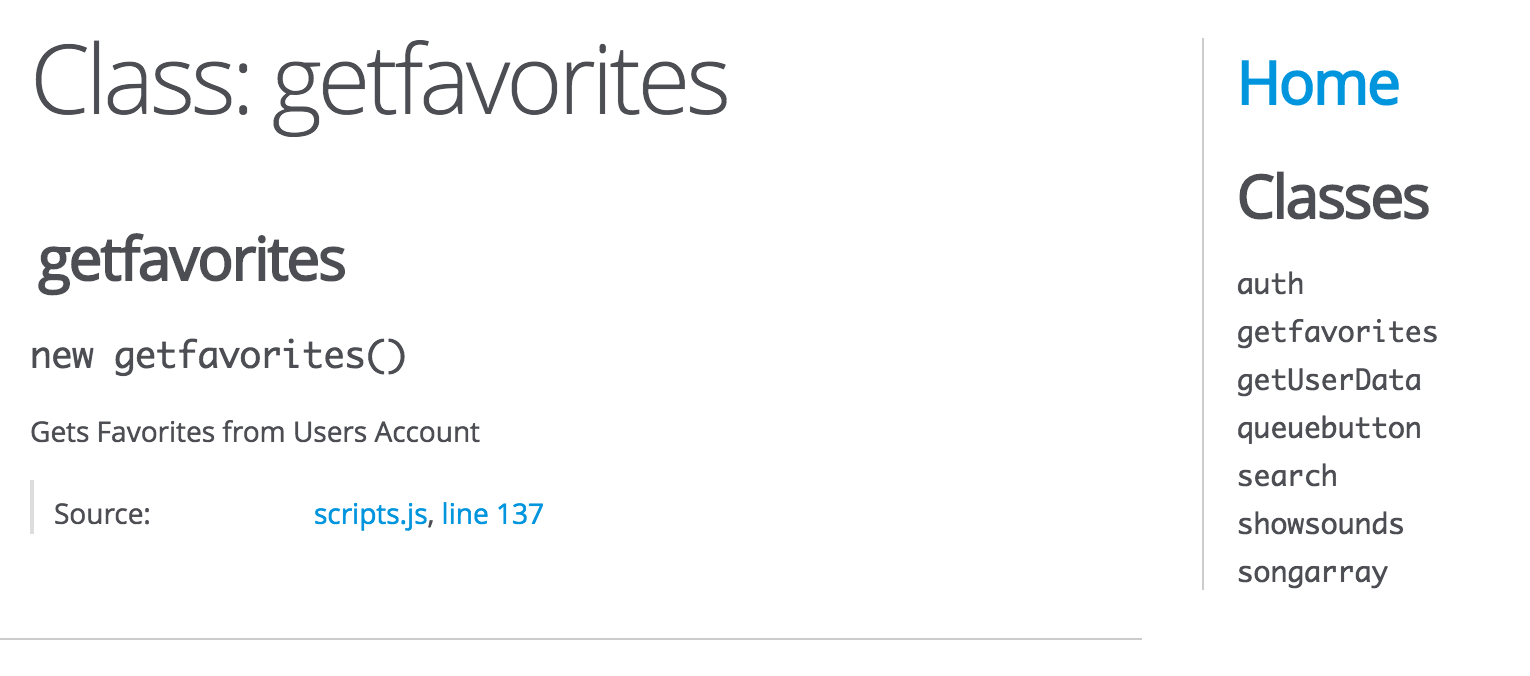 Class: getfavorites
getfavorites
new getfavorites()
Gets Favorites from Users Account
Source: scripts.js, line 137
Home
Classes
auth
getfavorites
getUserData
queuebutton
search
showsounds
songarray